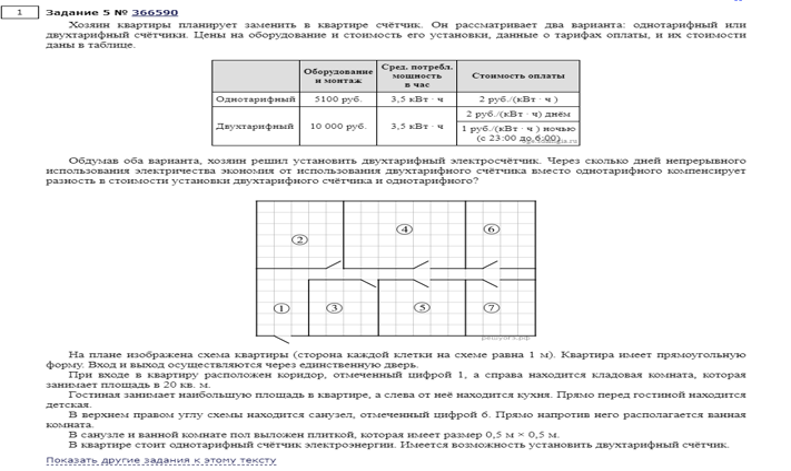 1 Задание 5 № 366590
Хозяин квартиры планирует заменить в квартире счётчик. Он рассматривает два варианта: однотарифный или
двухтарифный счётчики. Цены на оборудование и стоимость его установки, данные о тарифах оплаты, и их стоимости
даны в таблице.
Оборудование и монтаж Сред. потребл. мощность в час Стоимость оплаты
Однотарифный 5100 руб. 3,5 кВт · ч 2 руб./(кВт · ч )
Двухтарифный 10 000 руб. 3,5 кВт · ч 2 руб./(кВт · ч) днём
1 руб./(кВт · ч ) ночью
(с 23:00 до 6:00)
Обдумав оба варианта, хозяин решил установить двухтарифный электросчётчик. Через сколько дней непрерывного
использования электричества экономия от использования двухтарифного счётчика вместо однотарифного компенсирует
разность в стоимости установки двухтарифного счётчика и однотарифного?
2 4 6
1 3 5 7
На плане изображена схема квартиры (сторона каждой клетки на схеме равна 1 м). Квартира имеет прямоугольную
форму. Вход и выход осуществляются через единственную дверь.
При входе в квартиру расположен коридор, отмеченный цифрой 1, а справа находится кладовая комната, которая
занимает площадь в 20 кв. м.
Гостиная занимает наибольшую площадь в квартире, а слева от неё находится кухня. Прямо перед гостиной находится
детская.
В верхнем правом углу схемы находится санузел, отмеченный цифрой 6. Прямо напротив него располагается ванная
комната.
В санузле и ванной комнате пол выложен плиткой, которая имеет размер 0,5 м × 0,5 м.
В квартире стоит однотарифный счётчик электроэнергии. Имеется возможность установить двухтарифный счётчик.
Показать другие задания к этому тексту